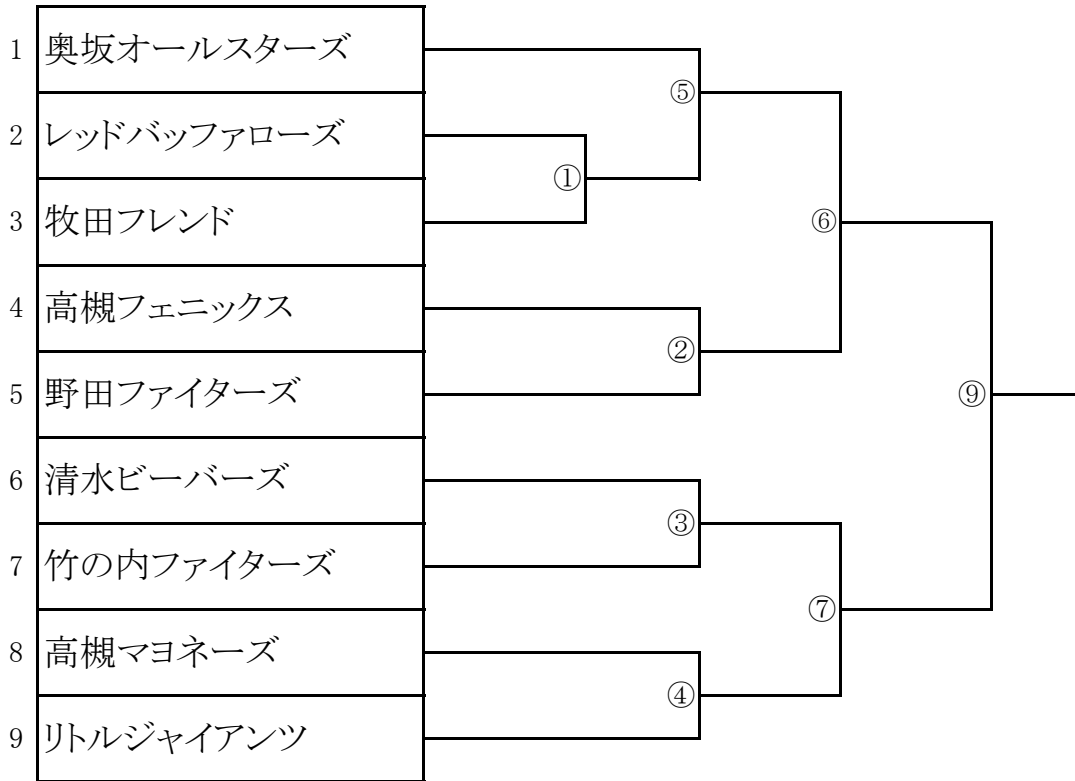 1 奥坂オールスターズ
⑤
2 レッドバッファローズ
①
3 牧田フレンド
⑥
4 高槻フェニックス
②
5 野田ファイターズ
⑨
6 清水ビーバーズ
③
7 竹の内ファイターズ
⑦
8 高槻マヨネーズ
④
9 リトルジャイアンツ